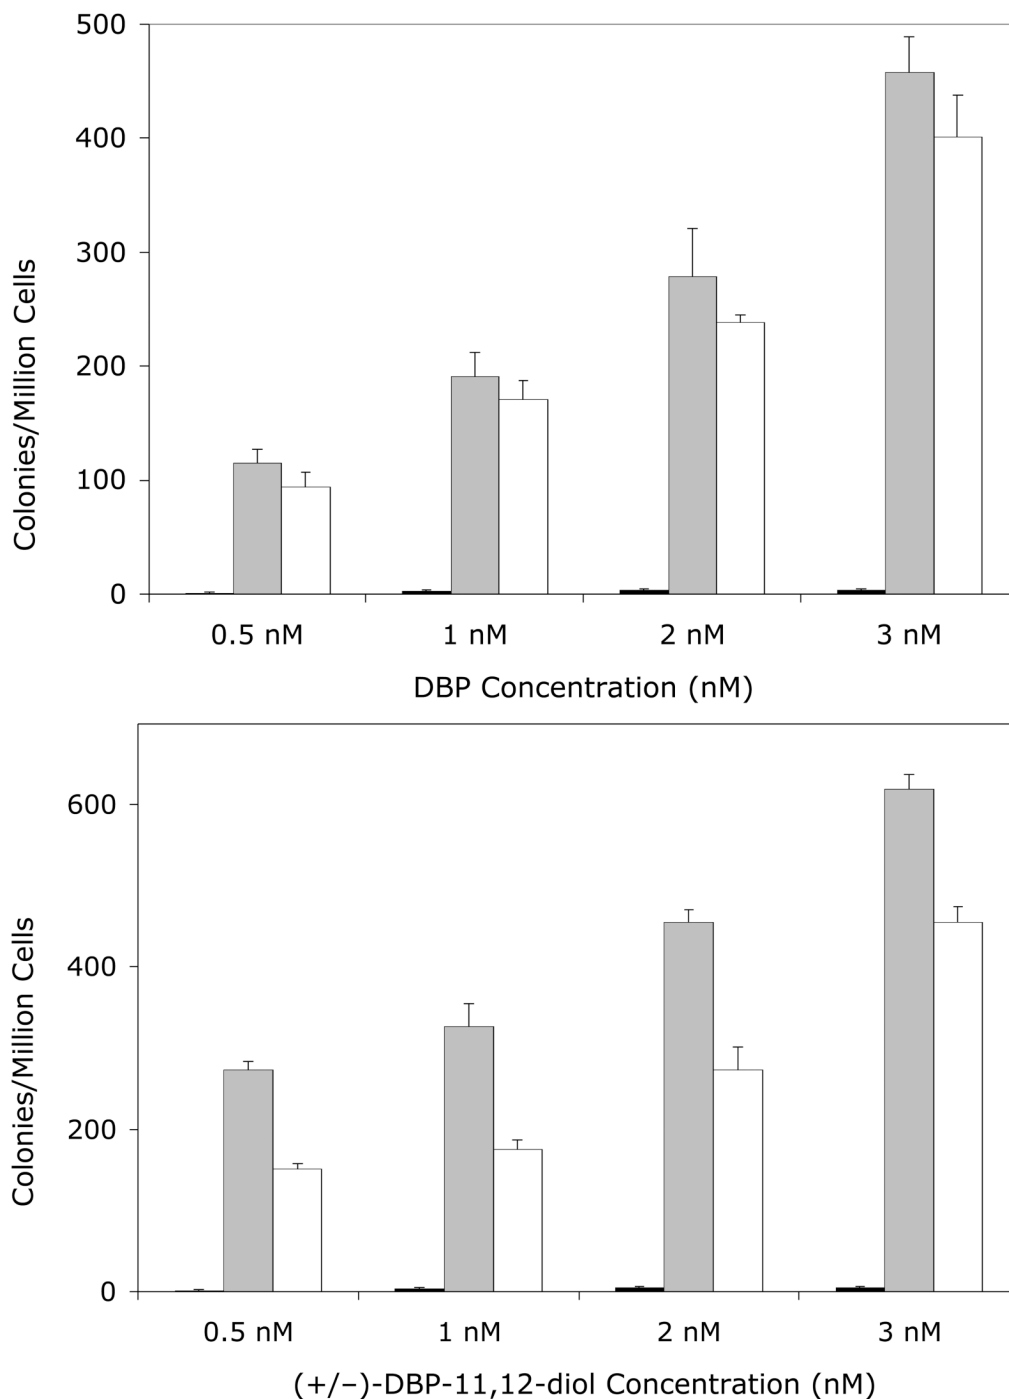 500
400
300
200
100
0
Colonies/Million Cells
0.5 nM 1 nM 2 nM 3 nM
DBP Concentration (nM)
600
400
200
0
Colonies/Million Cells
0.5 nM 1 nM 2 nM 3 nM
(+/−)-DBP-11,12-diol Concentration (nM)